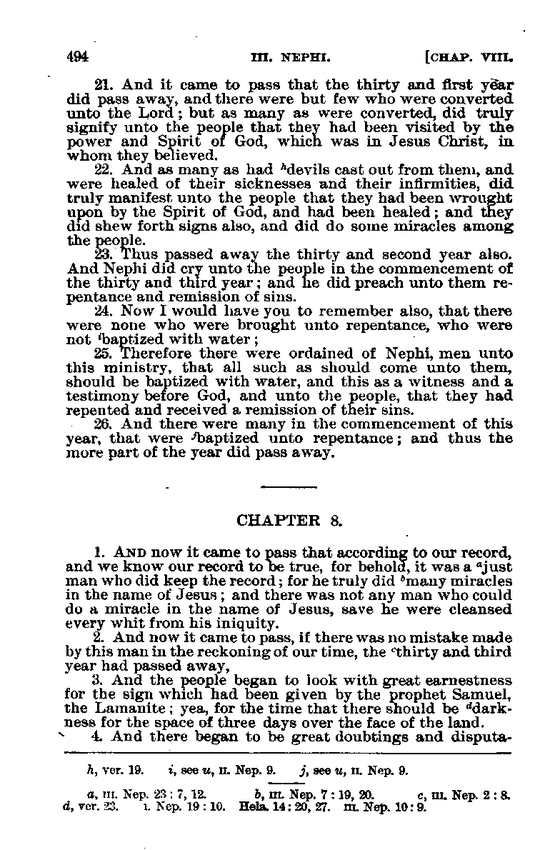 494 III. NEPHI. [CHAP. VIII.
21. And it came to pass that the thirty and first year
did pass away, and there were but few who were converted
unto the Lord; but as many as were converted, did truly
signify unto the people that they had been visited by the
power and Spirit of God, which was in Jesus Christ, in
whom they believed.
22. And as many as had ʰdevils cast out from them, and
were healed of their sicknesses and their infirmities, did
truly manifest unto the people that they had been wrought
upon by the Spirit of God, and had been healed; and they
did shew forth signs also, and did do some miracles among
the people.
23. Thus passed away the thirty and second year also.
And Nephi did cry unto the people in the commencement of
the thirty and third year; and he did preach unto them re-
pentance and remission of sins.
24. Now I would have you to remember also, that there
were none who were brought unto repentance, who were
not ⁱbaptized with water;
25. Therefore there were ordained of Nephi, men unto
this ministry, that all such as should come unto them,
should be baptized with water, and this as a witness and a
testimony before God, and unto the people, that they had
repented and received a remission of their sins.
26. And there were many in the commencement of this
year, that were ʲbaptized unto repentance; and thus the
more part of the year did pass away.
CHAPTER 8.
1. AND now it came to pass that according to our record,
and we know our record to be true, for behold, it was a ᵃjust
man who did keep the record; for he truly did ᵇmany miracles
in the name of Jesus; and there was not any man who could
do a miracle in the name of Jesus, save he were cleansed
every whit from his iniquity.
2. And now it came to pass, if there was no mistake made
by this man in the reckoning of our time, the ᶜthirty and third
year had passed away,
3. And the people began to look with great earnestness
for the sign which had been given by the prophet Samuel,
the Lamanite; yea, for the time that there should be ᵈdark-
ness for the space of three days over the face of the land.
4. And there began to be great doubtings and disputa-
h, ver. 19. i, see u, II. Nep. 9. j, see u, II. Nep. 9.
a, III. Nep. 23:7, 12. b, III. Nep. 7:19, 20. c, III. Nep. 2:8.
d, ver. 23. I. Nep. 19:10. Hela. 14:20, 27. III. Nep. 10:9.